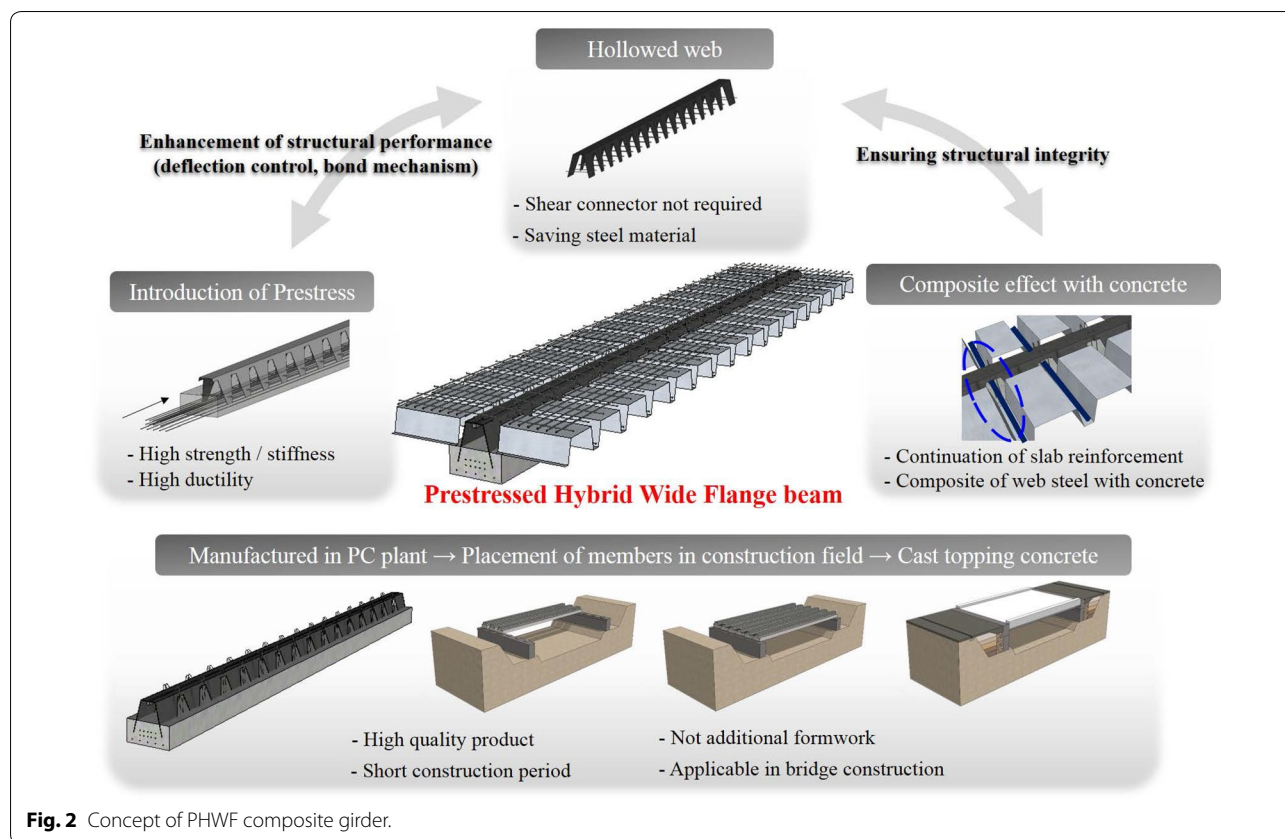 Hollowed web
Enhancement of structural performance
(deflection control, bond mechanism)
Ensuring structural integrity
- Shear connector not required
- Saving steel material
Introduction of Prestress
- High strength / stiffness
- High ductility
Composite effect with concrete
- Continuation of slab reinforcement
- Composite of web steel with concrete
Prestressed Hybrid Wide Flange beam
Manufactured in PC plant → Placement of members in construction field → Cast topping concrete
- High quality product
- Short construction period
- Not additional formwork
- Applicable in bridge construction
Fig. 2 Concept of PHWF composite girder.